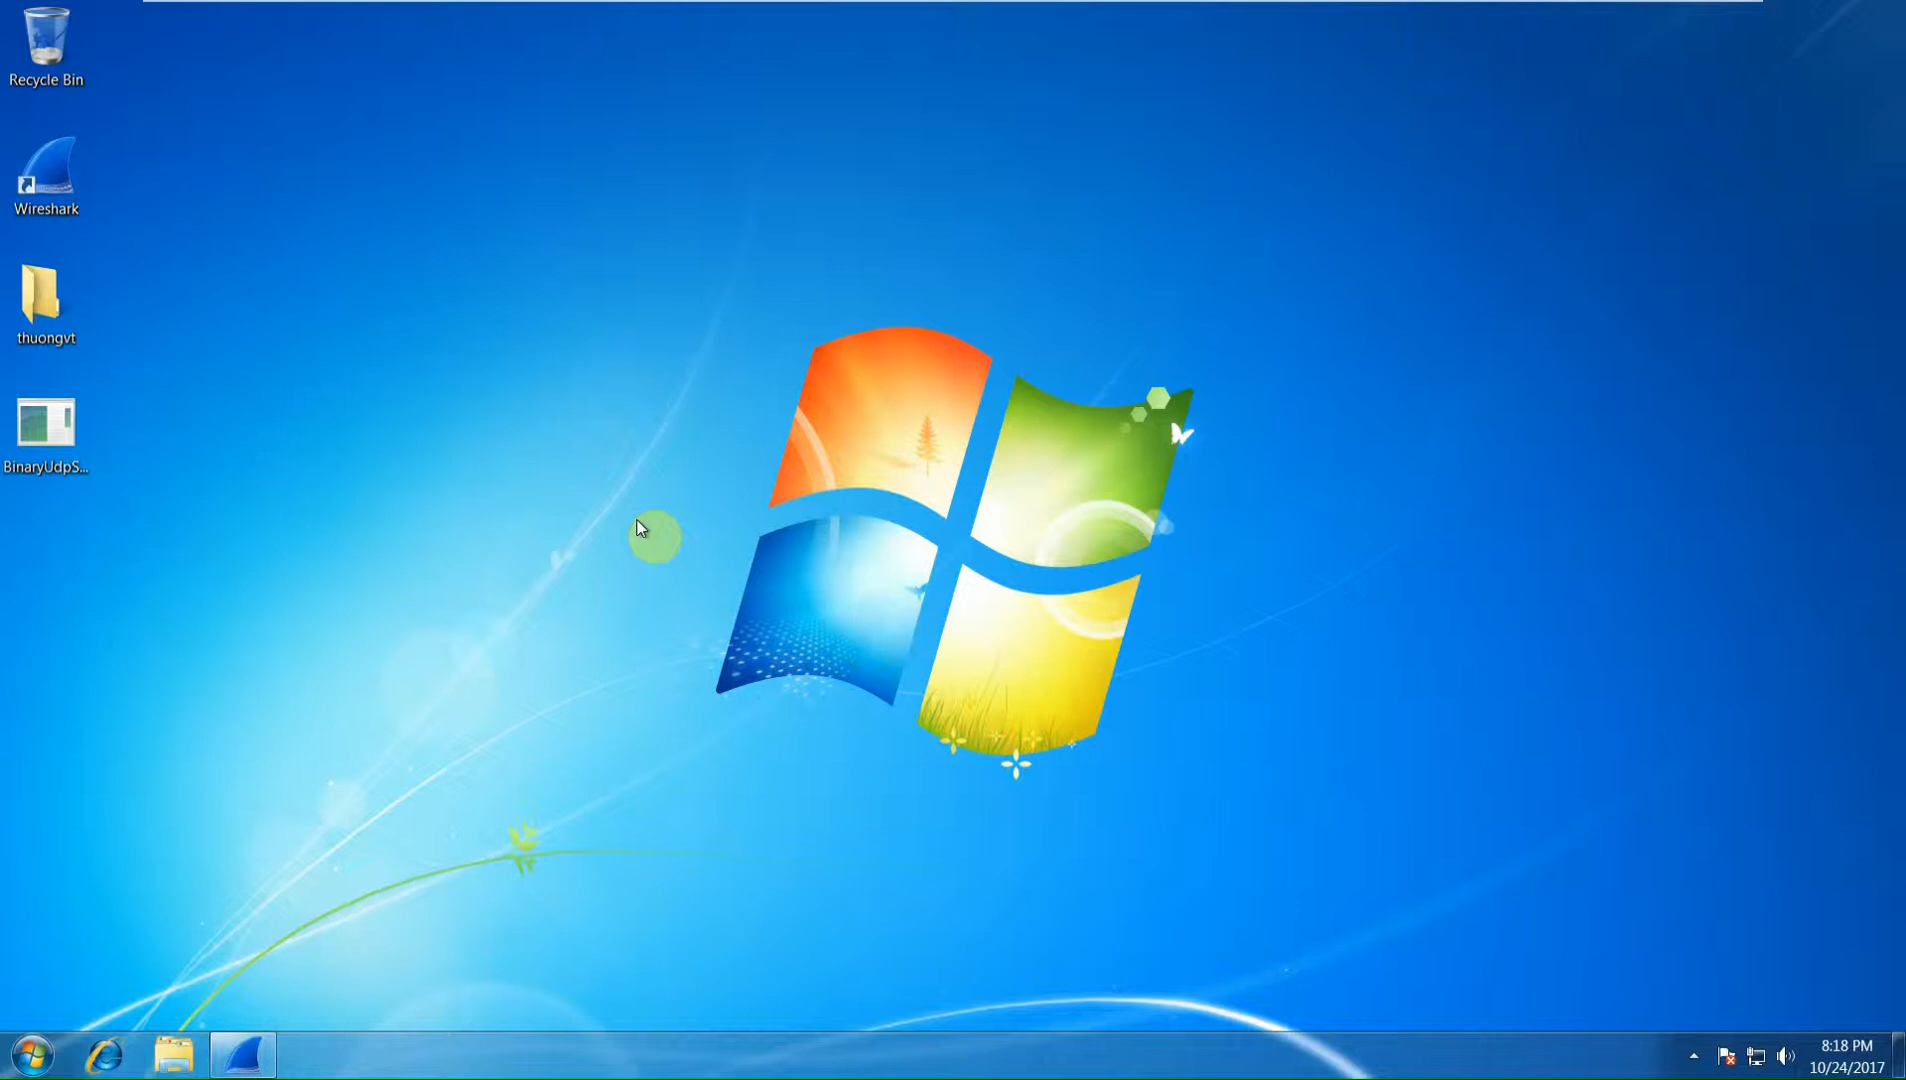 Recycle Bin
Wireshark
thuongvt
BinaryUdpS...
8:18 PM
10/24/2017